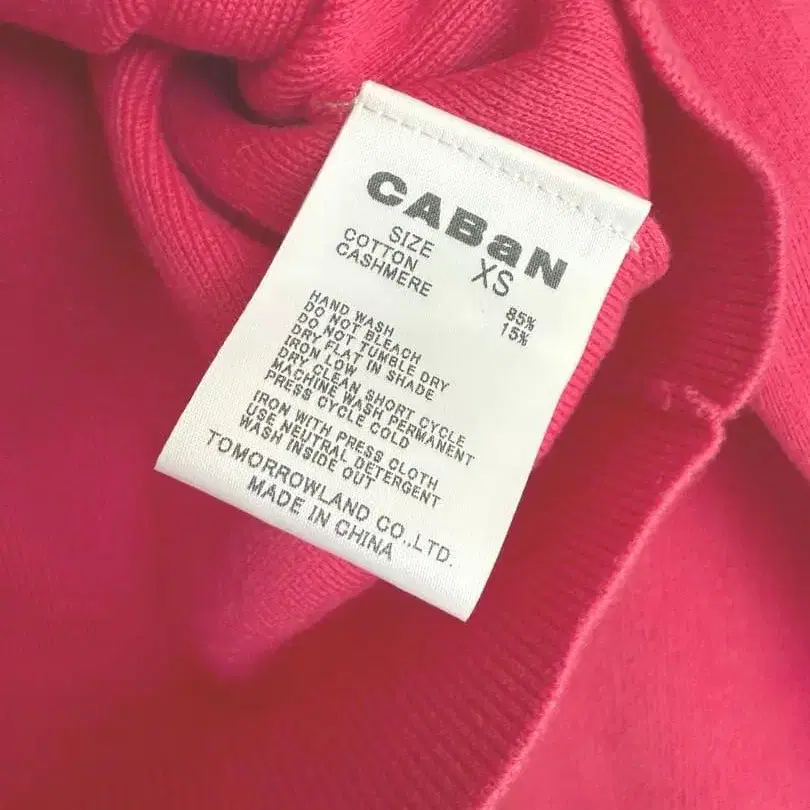 CABaN
SIZE XS
COTTON 85%
CASHMERE 15%
HAND WASH
DO NOT BLEACH
DO NOT TUMBLE DRY
DRY FLAT IN SHADE
IRON LOW
DRY CLEAN SHORT CYCLE
MACHINE WASH PERMANENT
PRESS CYCLE COLD
IRON WITH PRESS CLOTH
USE NEUTRAL DETERGENT
WASH INSIDE OUT
TOMORROWLAND CO.,LTD.
MADE IN CHINA